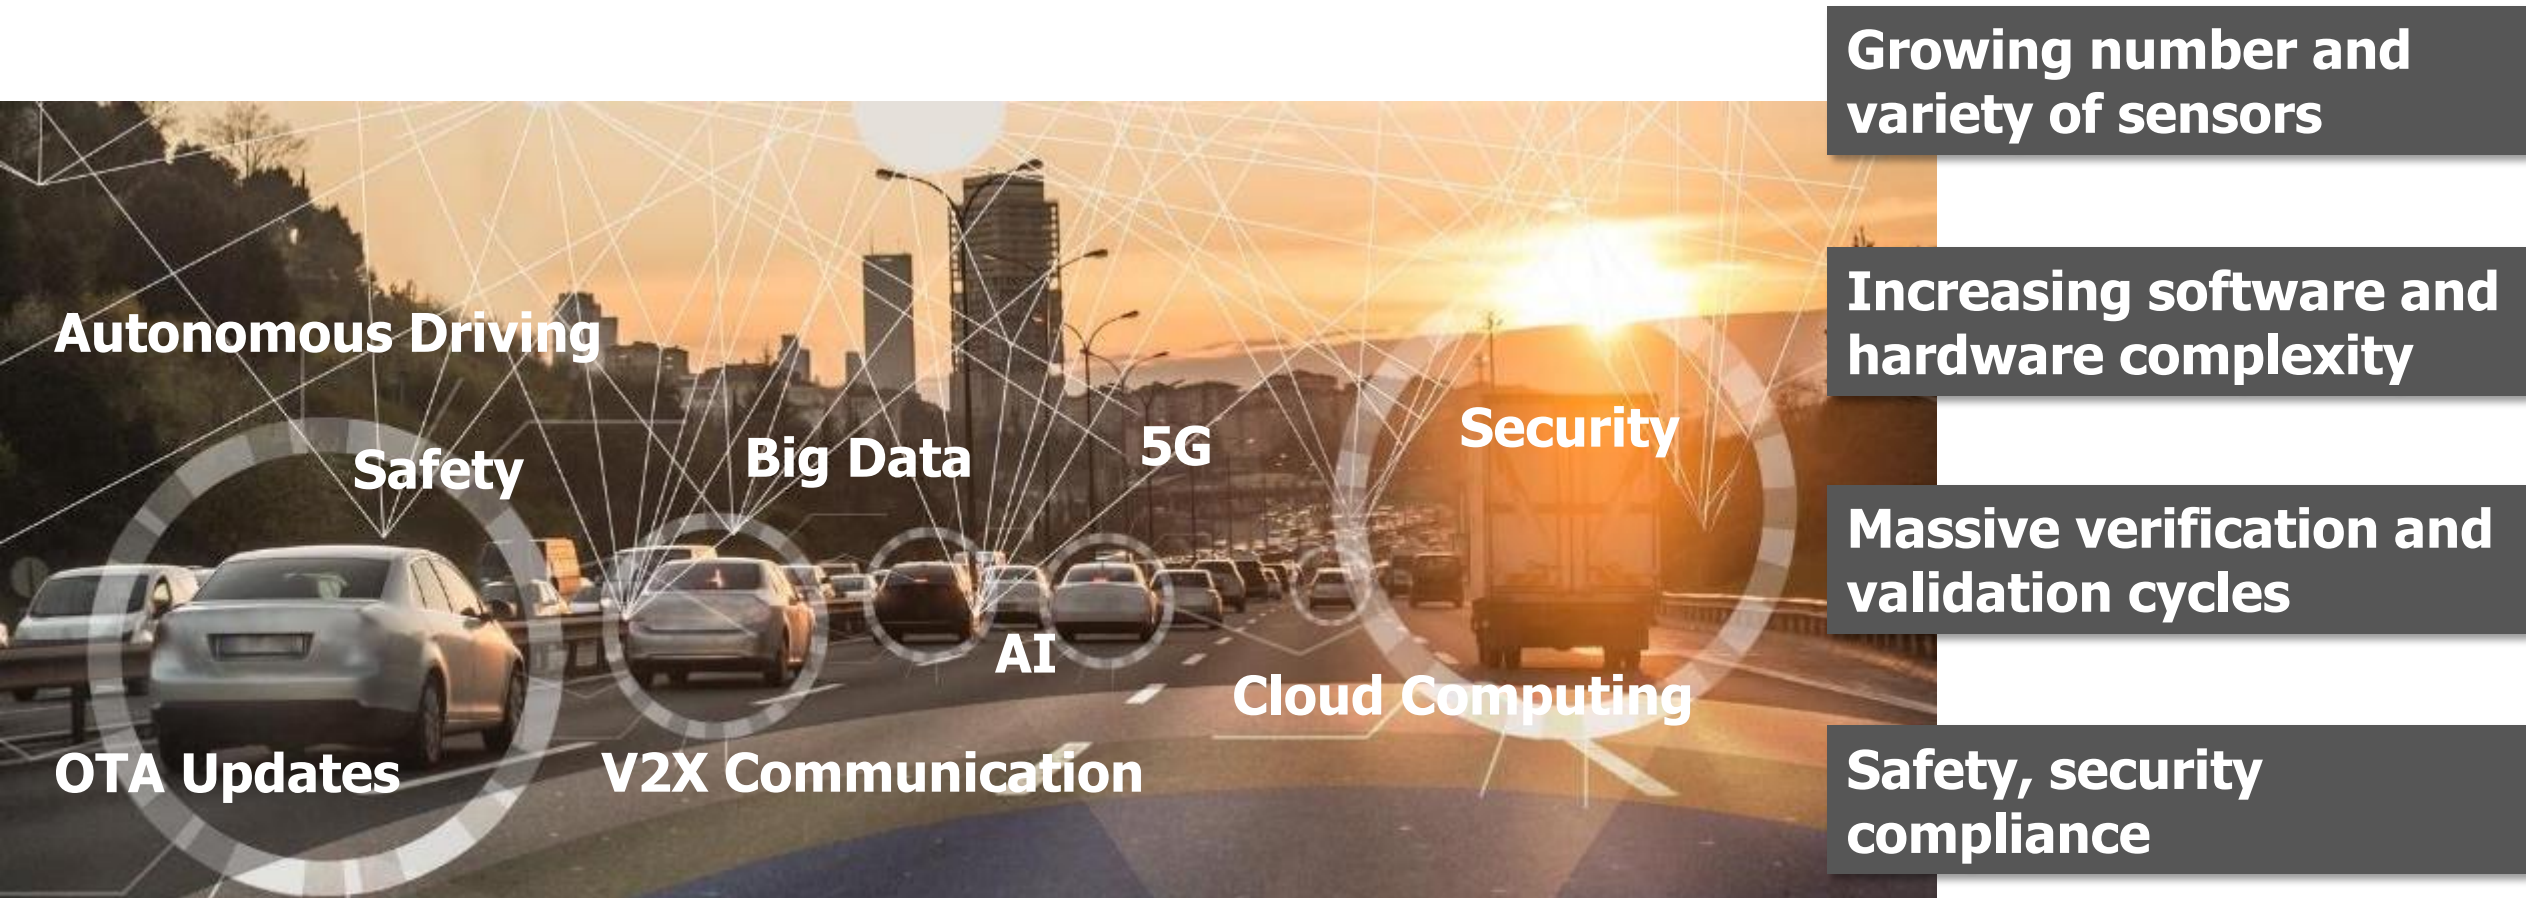 Growing number and
variety of sensors
Increasing software and
hardware complexity
Massive verification and
validation cycles
Safety, security
compliance
Autonomous Driving
Safety
Big Data
5G
Security
AI
Cloud Computing
OTA Updates
V2X Communication